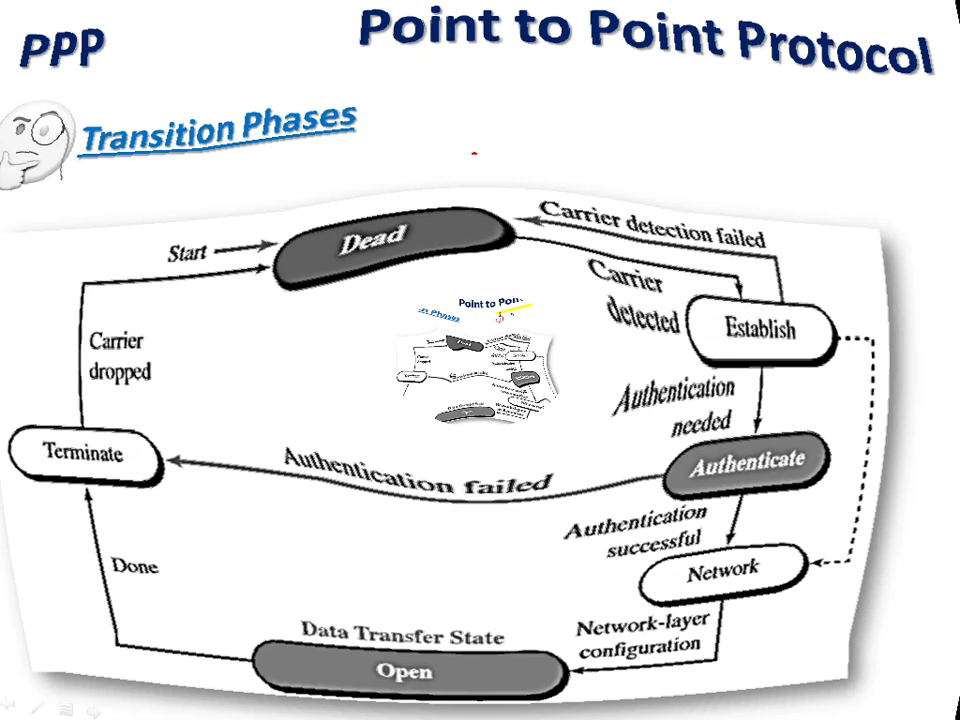 PPP
Point to Point Protocol
Transition Phases
Carrier detection failed
Start
Dead
Carrier
detected
Establish
Carrier
dropped
Authentication
needed
Terminate
Authentication failed
Authenticate
Authentication
successful
Done
Network
Data Transfer State
Network-layer
configuration
Open